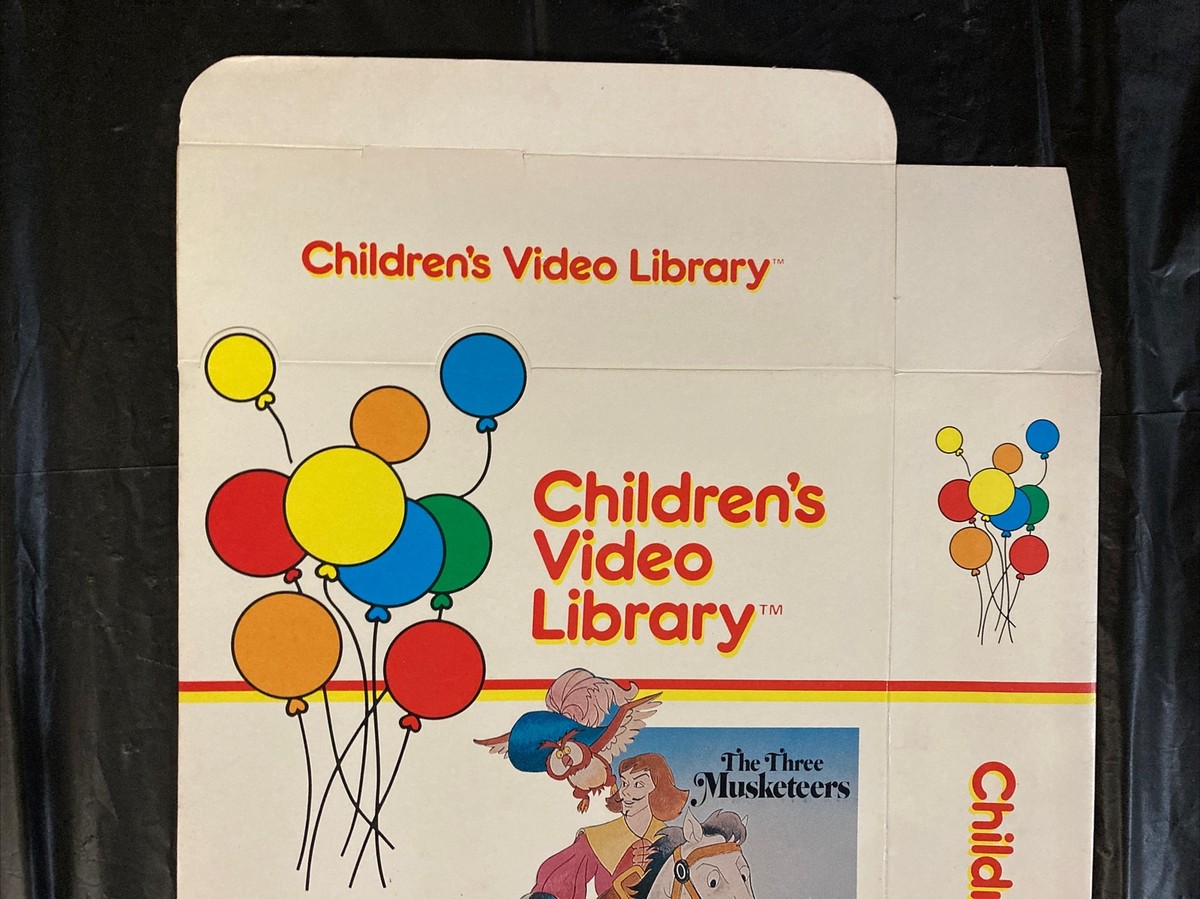 Children's Video Library™
Children's
Video
Library™
The Three
Musketeers